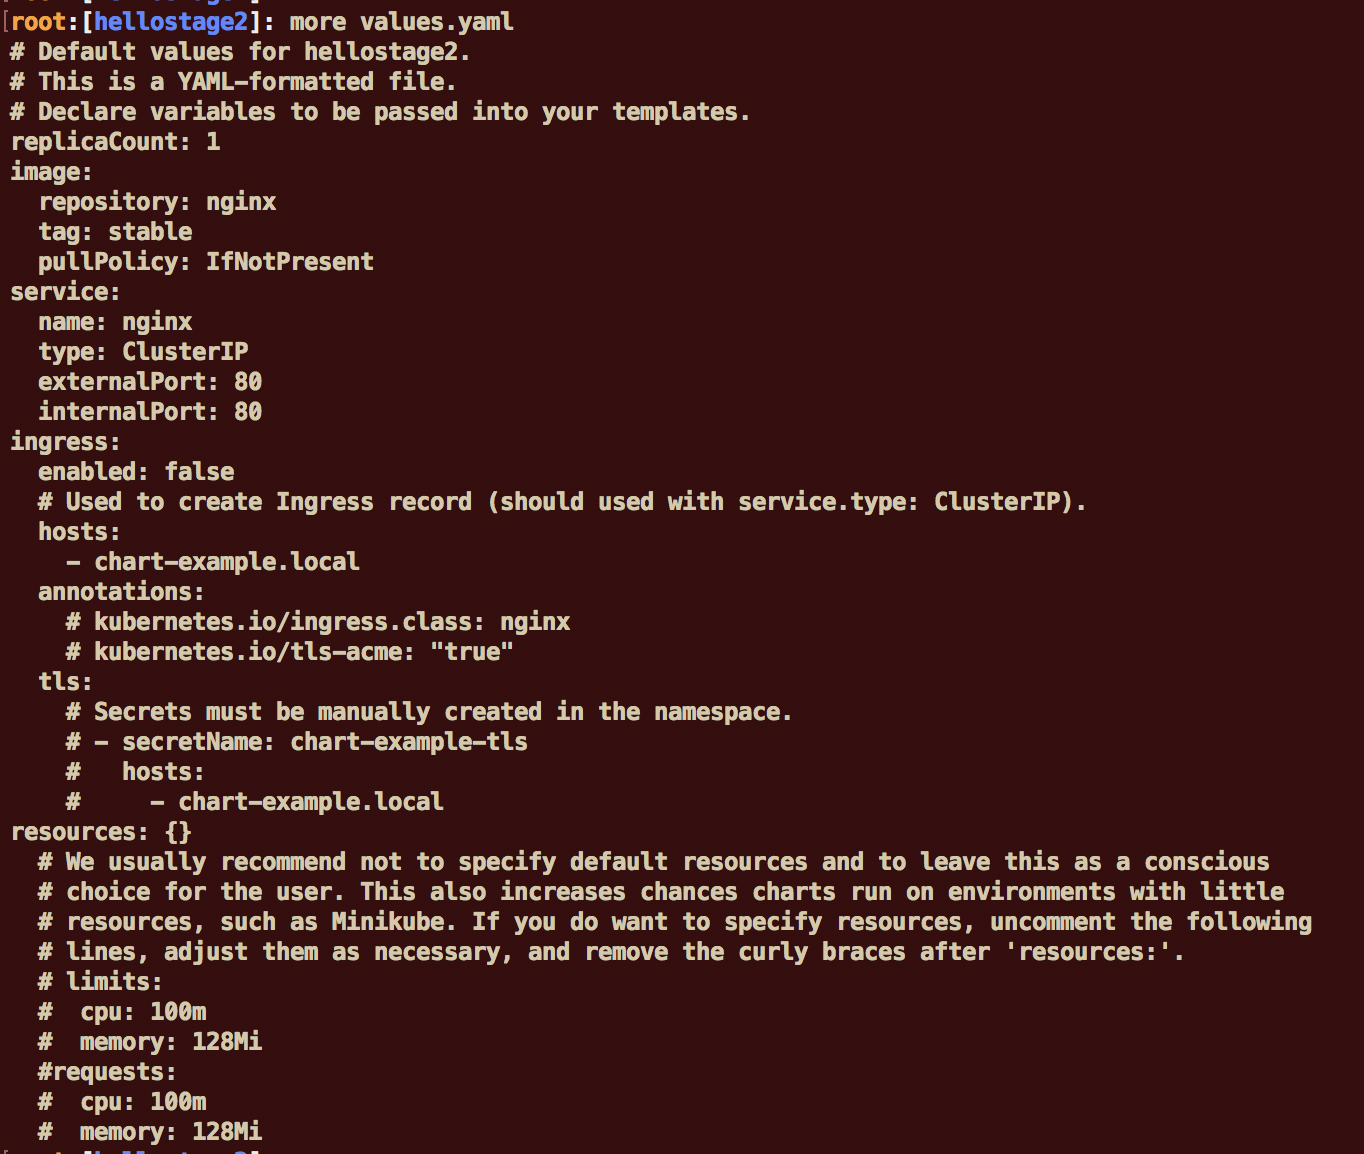 [root:[hellostage2]: more values.yaml
# Default values for hellostage2.
# This is a YAML-formatted file.
# Declare variables to be passed into your templates.
replicaCount: 1
image:
  repository: nginx
  tag: stable
  pullPolicy: IfNotPresent
service:
  name: nginx
  type: ClusterIP
  externalPort: 80
  internalPort: 80
ingress:
  enabled: false
  # Used to create Ingress record (should used with service.type: ClusterIP).
  hosts:
    - chart-example.local
  annotations:
    # kubernetes.io/ingress.class: nginx
    # kubernetes.io/tls-acme: "true"
  tls:
    # Secrets must be manually created in the namespace.
    # - secretName: chart-example-tls
    #   hosts:
    #     - chart-example.local
resources: {}
  # We usually recommend not to specify default resources and to leave this as a conscious
  # choice for the user. This also increases chances charts run on environments with little
  # resources, such as Minikube. If you do want to specify resources, uncomment the following
  # lines, adjust them as necessary, and remove the curly braces after 'resources:'.
  # limits:
  #  cpu: 100m
  #  memory: 128Mi
  #requests:
  #  cpu: 100m
  #  memory: 128Mi